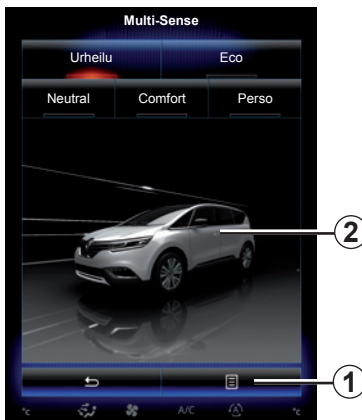 Multi-Sense
Urheilu Eco
Neutral Comfort Perso
2
1
°c A/C A °c